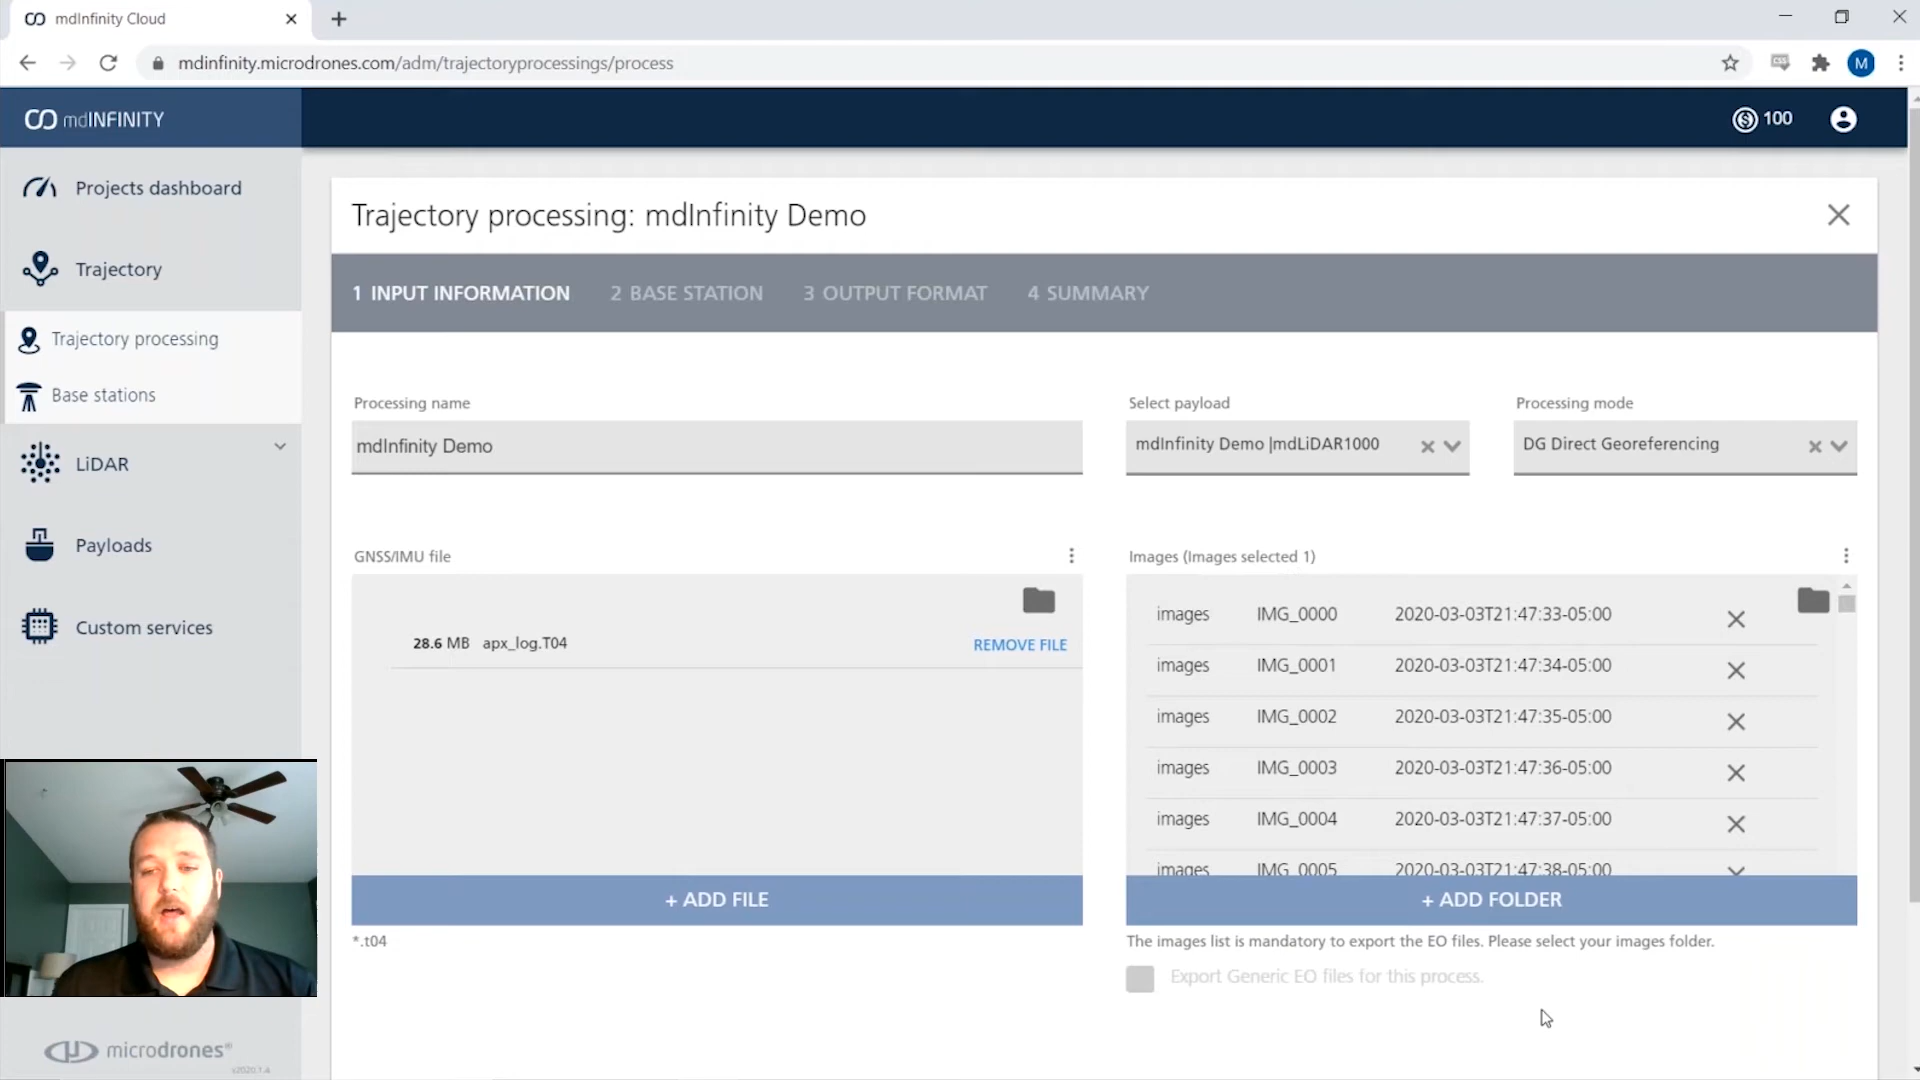 mdInfinity Cloud
mdinfinity.microdrones.com/adm/trajectoryprocessings/process
M
mdINFINITY
100
Projects dashboard
Trajectory
Trajectory processing
Base stations
LiDAR
Payloads
Custom services
microdrones®
v2020.1.4
Trajectory processing: mdInfinity Demo
1 INPUT INFORMATION 2 BASE STATION 3 OUTPUT FORMAT 4 SUMMARY
Processing name
mdInfinity Demo
Select payload
mdInfinity Demo |mdLiDAR1000
Processing mode
DG Direct Georeferencing
GNSS/IMU file
28.6 MB apx_log.T04 REMOVE FILE
+ ADD FILE
*.t04
Images (Images selected 1)
images IMG_0000 2020-03-03T21:47:33-05:00
images IMG_0001 2020-03-03T21:47:34-05:00
images IMG_0002 2020-03-03T21:47:35-05:00
images IMG_0003 2020-03-03T21:47:36-05:00
images IMG_0004 2020-03-03T21:47:37-05:00
images IMG_0005 2020-03-03T21:47:38-05:00
+ ADD FOLDER
The images list is mandatory to export the EO files. Please select your images folder.
Export Generic EO files for this process.